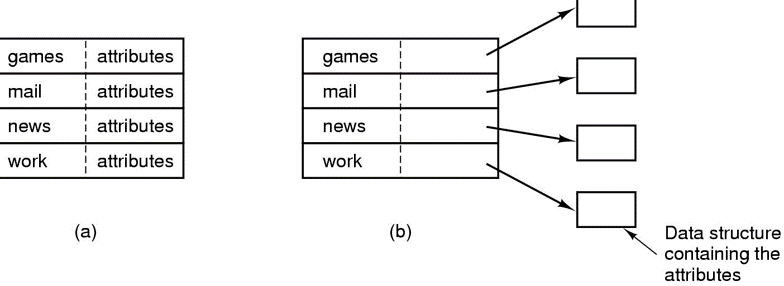 games attributes
mail attributes
news attributes
work attributes
(a)
games
mail
news
work
(b)
Data structure
containing the
attributes